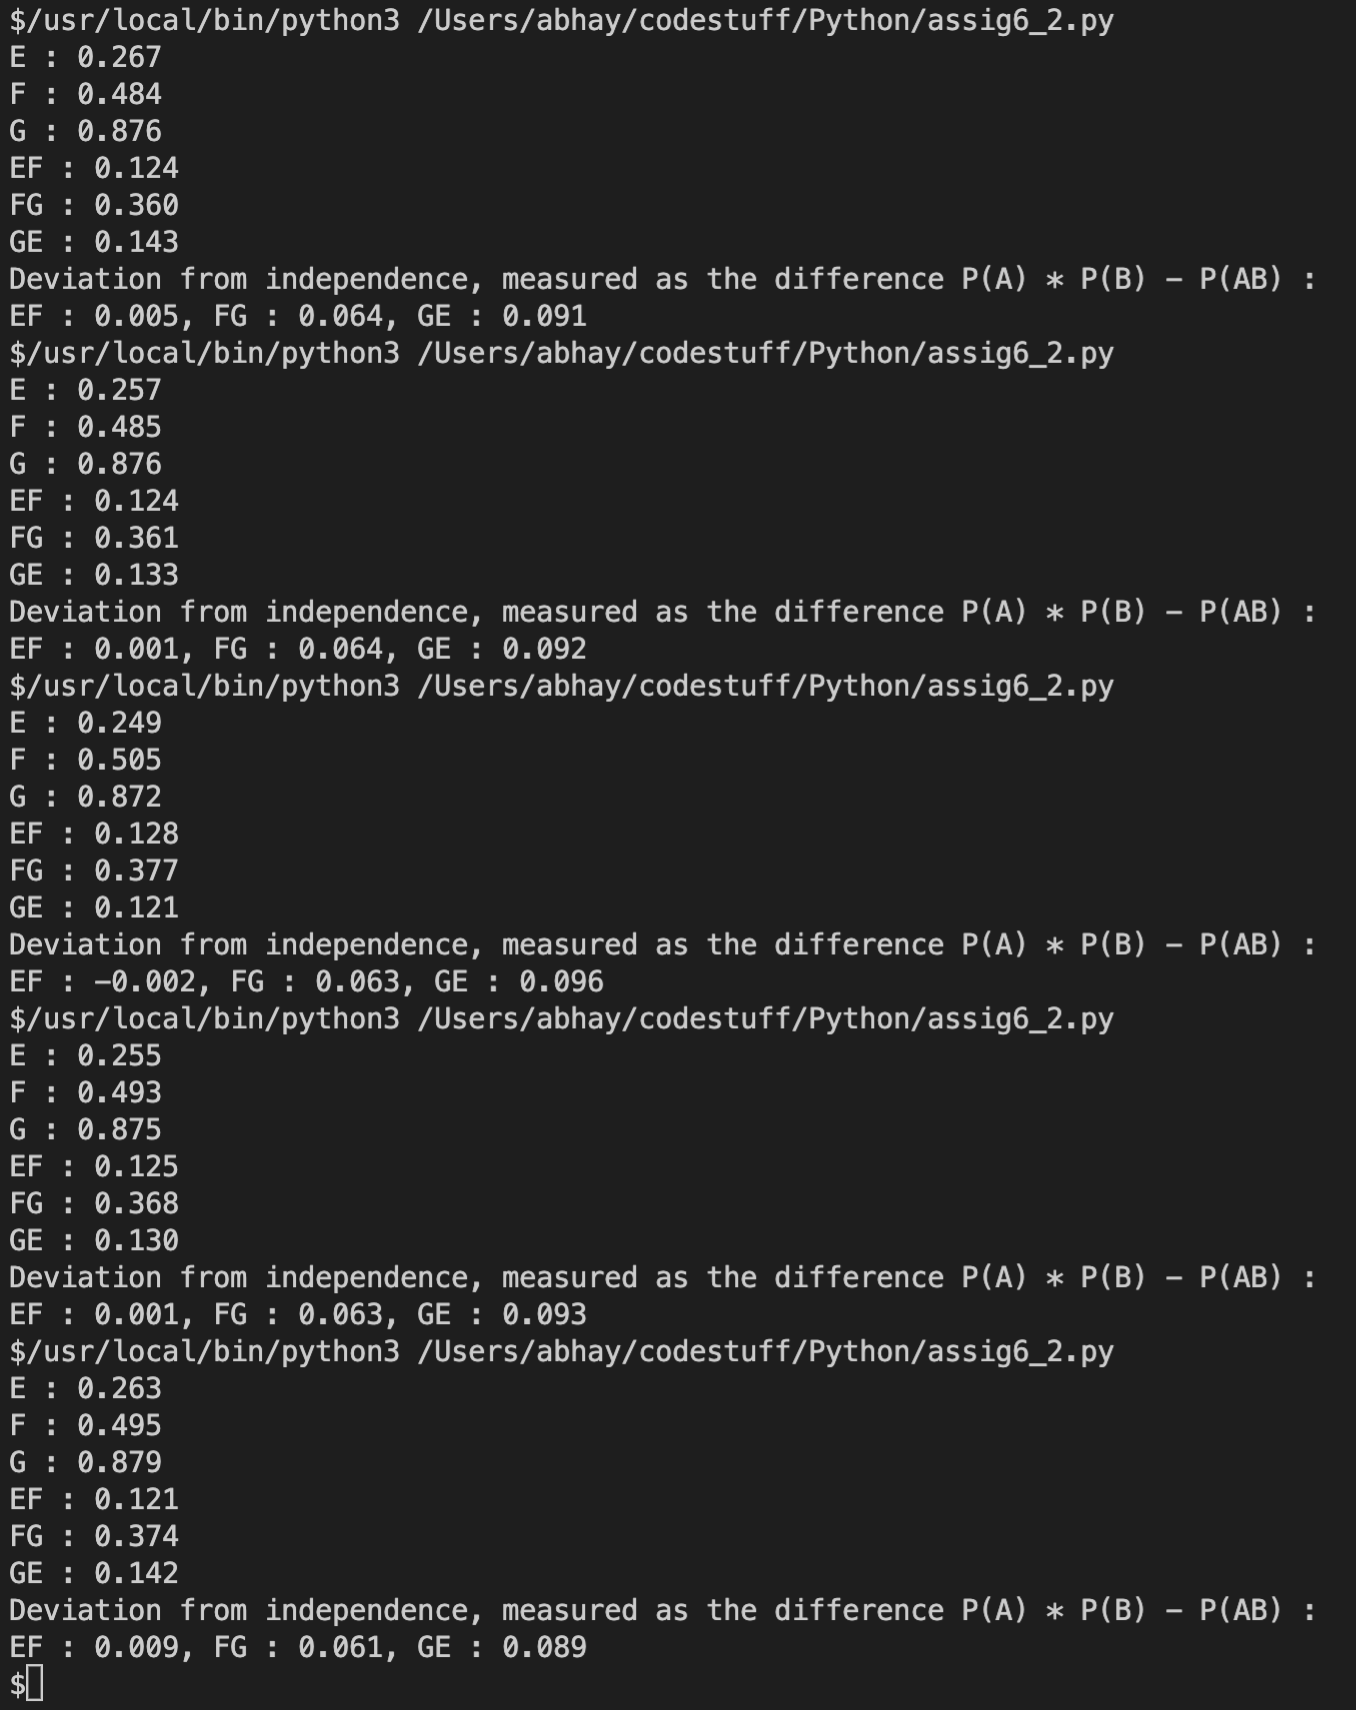 $/usr/local/bin/python3 /Users/abhay/codestuff/Python/assig6_2.py
E : 0.267
F : 0.484
G : 0.876
EF : 0.124
FG : 0.360
GE : 0.143
Deviation from independence, measured as the difference P(A) * P(B) − P(AB) :
EF : 0.005, FG : 0.064, GE : 0.091
$/usr/local/bin/python3 /Users/abhay/codestuff/Python/assig6_2.py
E : 0.257
F : 0.485
G : 0.876
EF : 0.124
FG : 0.361
GE : 0.133
Deviation from independence, measured as the difference P(A) * P(B) − P(AB) :
EF : 0.001, FG : 0.064, GE : 0.092
$/usr/local/bin/python3 /Users/abhay/codestuff/Python/assig6_2.py
E : 0.249
F : 0.505
G : 0.872
EF : 0.128
FG : 0.377
GE : 0.121
Deviation from independence, measured as the difference P(A) * P(B) − P(AB) :
EF : −0.002, FG : 0.063, GE : 0.096
$/usr/local/bin/python3 /Users/abhay/codestuff/Python/assig6_2.py
E : 0.255
F : 0.493
G : 0.875
EF : 0.125
FG : 0.368
GE : 0.130
Deviation from independence, measured as the difference P(A) * P(B) − P(AB) :
EF : 0.001, FG : 0.063, GE : 0.093
$/usr/local/bin/python3 /Users/abhay/codestuff/Python/assig6_2.py
E : 0.263
F : 0.495
G : 0.879
EF : 0.121
FG : 0.374
GE : 0.142
Deviation from independence, measured as the difference P(A) * P(B) − P(AB) :
EF : 0.009, FG : 0.061, GE : 0.089
$